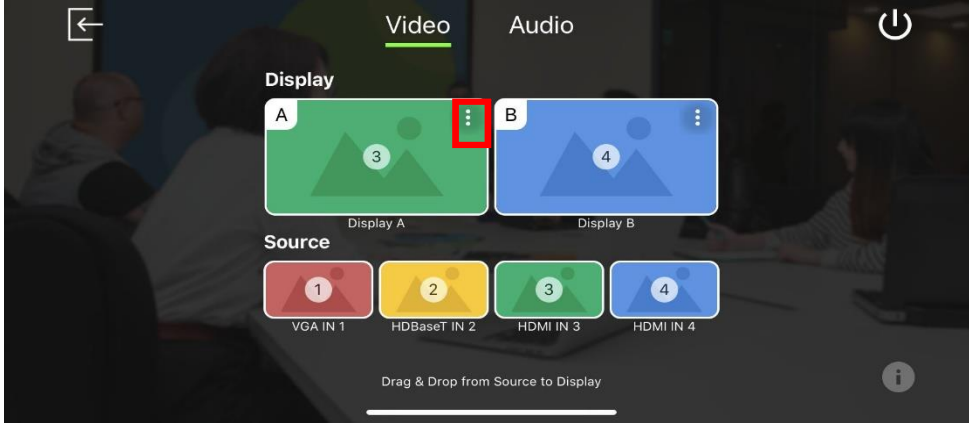 Video Audio
Display
A B
3 4
Display A Display B
Source
1 2 3 4
VGA IN 1 HDBaseT IN 2 HDMI IN 3 HDMI IN 4
Drag & Drop from Source to Display
i